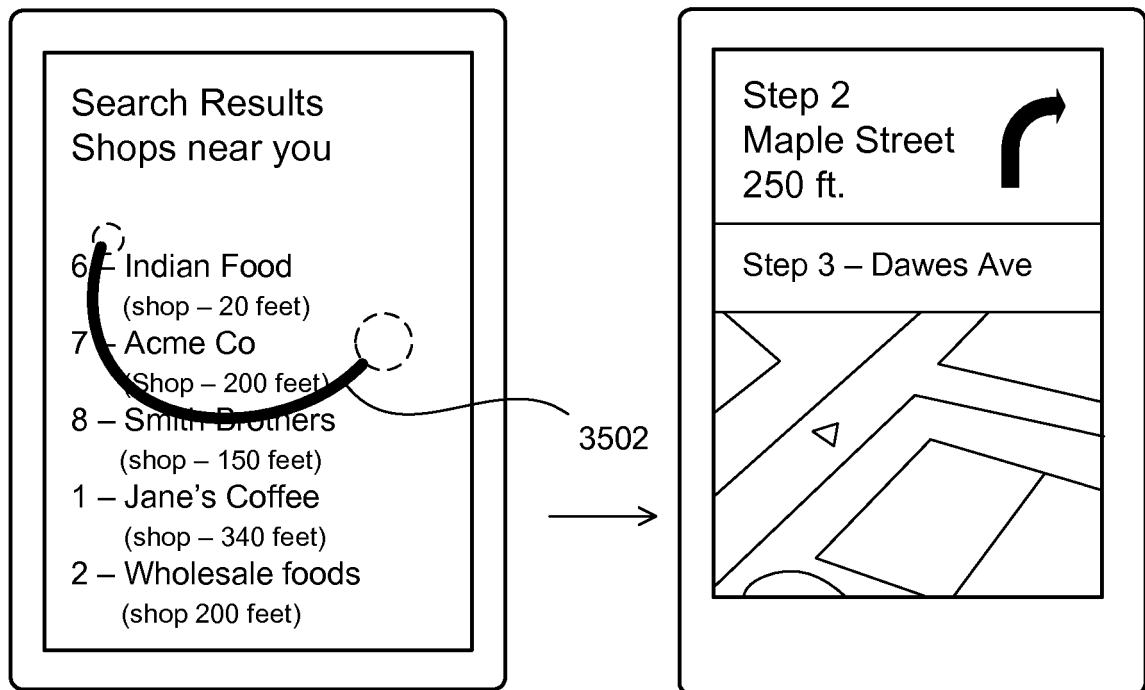 Search Results
Shops near you
6 – Indian Food
(shop – 20 feet)
7 – Acme Co
(Shop – 200 feet)
8 – Smith Brothers
(shop – 150 feet)
1 – Jane's Coffee
(shop – 340 feet)
2 – Wholesale foods
(shop 200 feet)
3502
Step 2
Maple Street
250 ft.
Step 3 – Dawes Ave